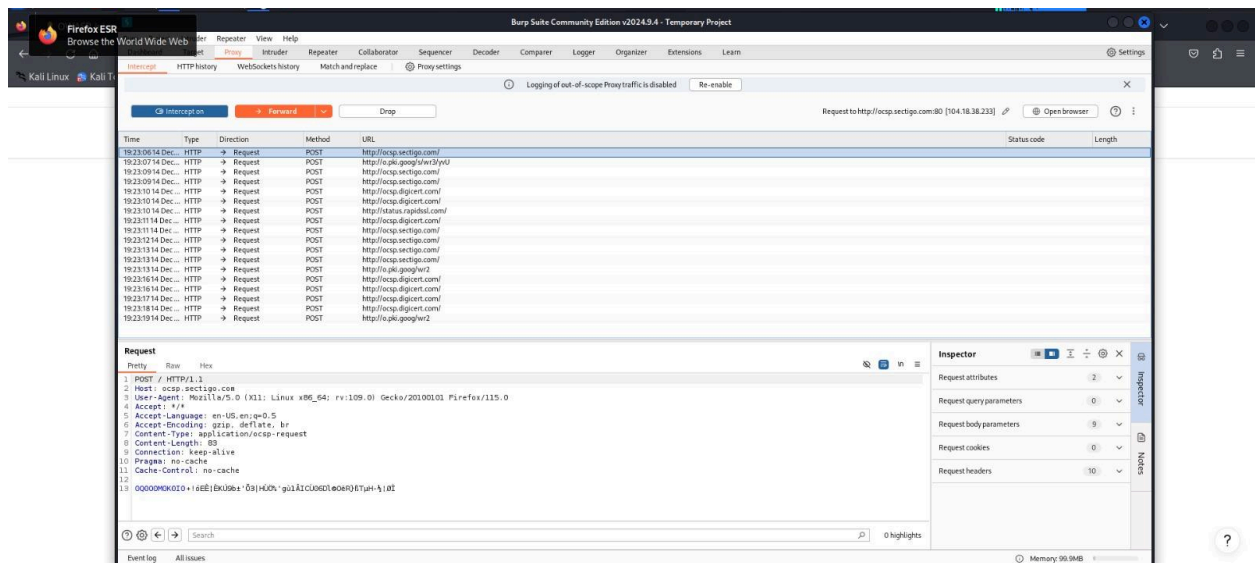 Burp Suite Community Edition v2024.9.4 - Temporary Project
Firefox ESR
Browse the World Wide Web
Repeater View Help
Proxy Intruder Repeater Collaborator Sequencer Decoder Comparer Logger Organizer Extensions Learn Settings
Kali Linux
Intercept HTTP history WebSockets history Match and replace Proxy settings
Logging of out-of-scope Proxy traffic is disabled Re-enable
Intercept on Forward Drop Request to http://ocsp.sectigo.com:80 [104.18.38.233] Open browser
Time Type Direction Method URL Status code Length
19:23:06 14 Dec... HTTP → Request POST http://ocsp.sectigo.com/
19:23:07 14 Dec... HTTP → Request POST http://o.pki.goog/s/wr3/yvU
19:23:09 14 Dec... HTTP → Request POST http://ocsp.sectigo.com/
19:23:09 14 Dec... HTTP → Request POST http://ocsp.sectigo.com/
19:23:10 14 Dec... HTTP → Request POST http://ocsp.digicert.com/
19:23:10 14 Dec... HTTP → Request POST http://ocsp.digicert.com/
19:23:10 14 Dec... HTTP → Request POST http://status.rapidssl.com/
19:23:11 14 Dec... HTTP → Request POST http://ocsp.digicert.com/
19:23:11 14 Dec... HTTP → Request POST http://ocsp.sectigo.com/
19:23:12 14 Dec... HTTP → Request POST http://ocsp.sectigo.com/
19:23:13 14 Dec... HTTP → Request POST http://ocsp.sectigo.com/
19:23:13 14 Dec... HTTP → Request POST http://ocsp.sectigo.com/
19:23:13 14 Dec... HTTP → Request POST http://o.pki.goog/wr2
19:23:16 14 Dec... HTTP → Request POST http://ocsp.digicert.com/
19:23:16 14 Dec... HTTP → Request POST http://ocsp.digicert.com/
19:23:17 14 Dec... HTTP → Request POST http://ocsp.digicert.com/
19:23:18 14 Dec... HTTP → Request POST http://ocsp.digicert.com/
19:23:19 14 Dec... HTTP → Request POST http://o.pki.goog/wr2
Request
Pretty Raw Hex
1 POST / HTTP/1.1
2 Host: ocsp.sectigo.com
3 User-Agent: Mozilla/5.0 (X11; Linux x86_64; rv:109.0) Gecko/20100101 Firefox/115.0
4 Accept: */*
5 Accept-Language: en-US,en;q=0.5
6 Accept-Encoding: gzip, deflate, br
7 Content-Type: application/ocsp-request
8 Content-Length: 83
9 Connection: keep-alive
10 Pragma: no-cache
11 Cache-Control: no-cache
12
13
Inspector
Request attributes 2
Request query parameters 0
Request body parameters 9
Request cookies 0
Request headers 10
Inspector
Notes
Search 0 highlights
Event log All issues Memory: 99.9MB